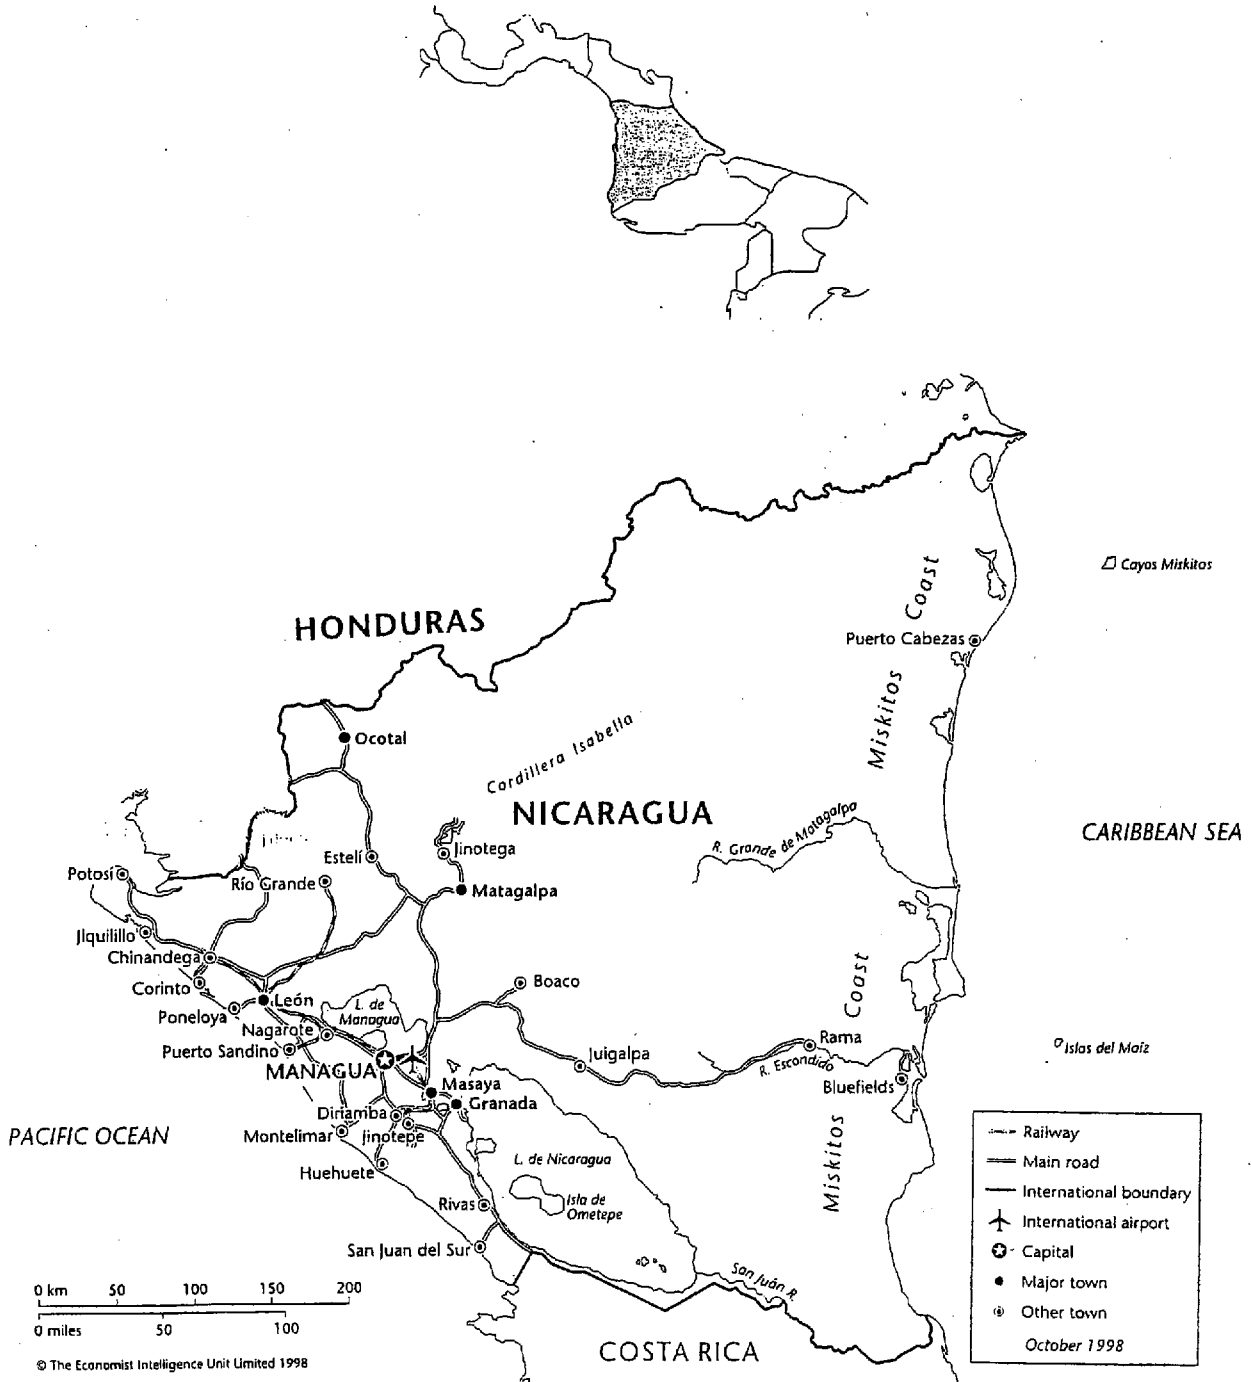 Cayos Miskitos
Coast
HONDURAS
Puerto Cabezas
Miskitos
Ocotal
Cordillera Isabella
NICARAGUA
R. Grande de Matagalpa
CARIBBEAN SEA
Jinotega
Estelí
Potosí
Río Grande
Matagalpa
Jlquilillo
Chinandega
Coast
Corinto
León
Boaco
Poneloya
L. de
Managua
Nagarote
Puerto Sandino
Rama
Islas del Maíz
Juigalpa
R. Escondido
MANAGUA
Masaya
Bluefields
Granada
Diriamba
PACIFIC OCEAN
Montelimar
Jinotepe
Miskitos
Huehuete
L. de Nicaragua
Isla de
Ometepe
Rivas
San Juan del Sur
San Juán R.
COSTA RICA
Railway
Main road
International boundary
International airport
Capital
Major town
Other town
October 1998
0 km 50 100 150 200
0 miles 50 100
© The Economist Intelligence Unit Limited 1998